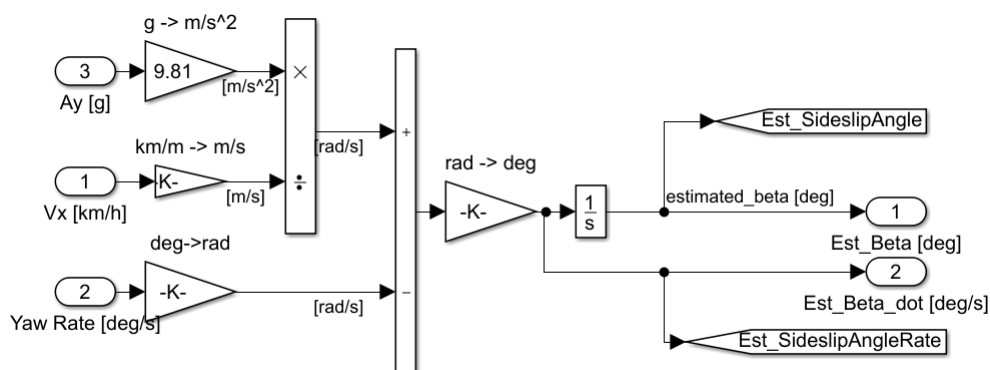 g -> m/s^2
3
9.81
×
Ay [g]
[m/s^2]
km/m -> m/s
1
-K-
÷
Vx [km/h]
[m/s]
[rad/s]
+
deg->rad
2
-K-
Yaw Rate [deg/s]
[rad/s]
−
rad -> deg
-K-
1
s
Est_SideslipAngle
estimated_beta [deg]
1
Est_Beta [deg]
2
Est_Beta_dot [deg/s]
Est_SideslipAngleRate